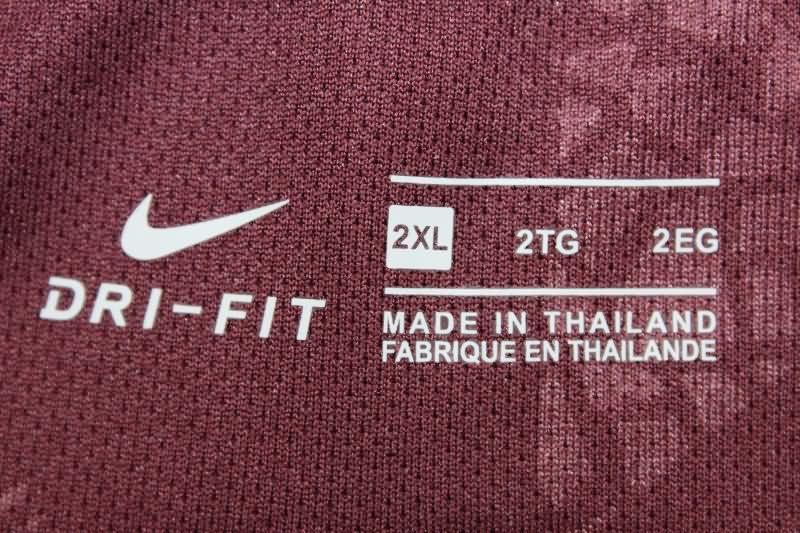 DRI-FIT
2XL 2TG 2EG
MADE IN THAILAND
FABRIQUE EN THAILANDE